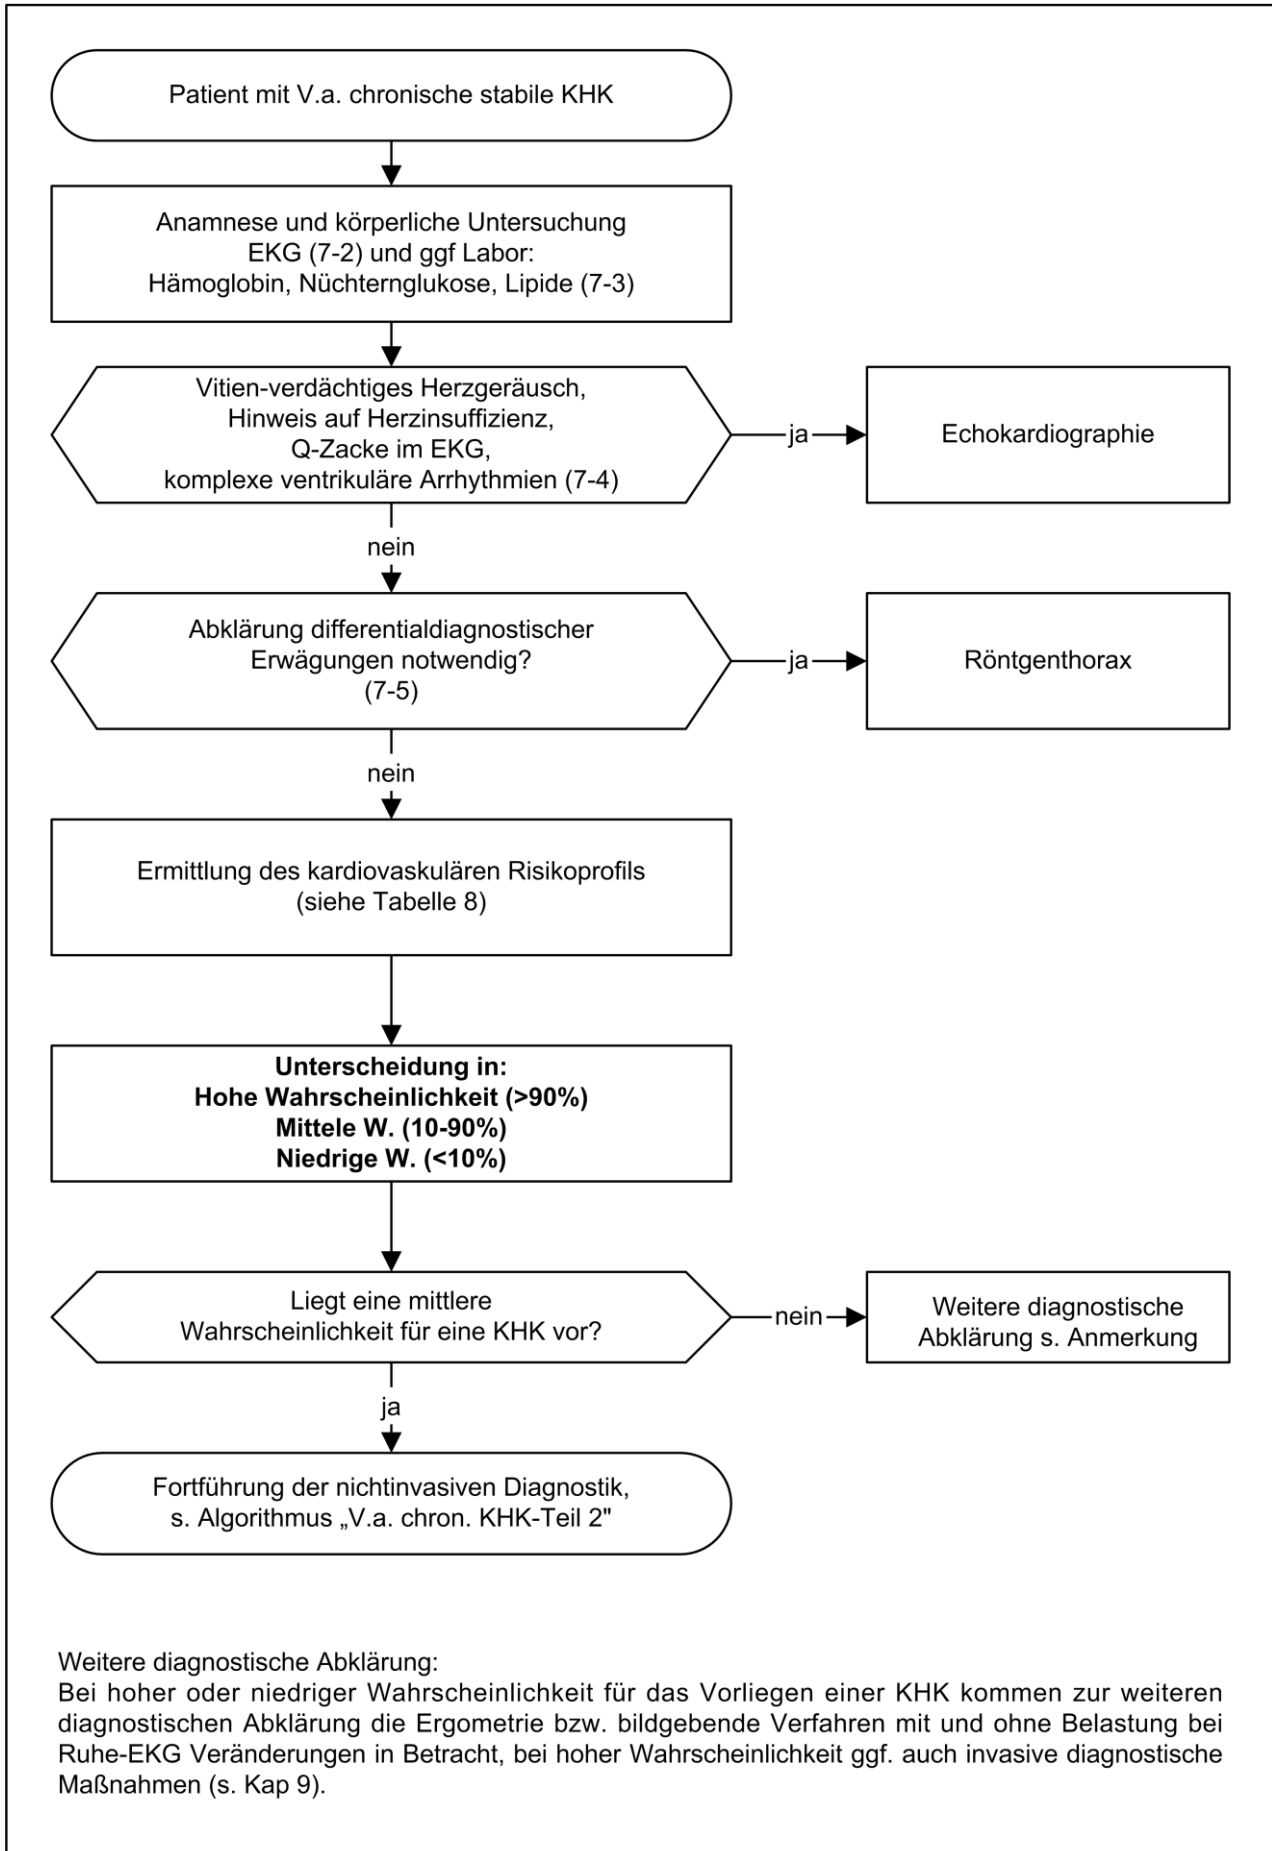 Patient mit V.a. chronische stabile KHK
Anamnese und körperliche Untersuchung
EKG (7-2) und ggf Labor:
Hämoglobin, Nüchternglukose, Lipide (7-3)
Vitien-verdächtiges Herzgeräusch,
Hinweis auf Herzinsuffizienz,
Q-Zacke im EKG,
komplexe ventrikuläre Arrhythmien (7-4)
ja
Echokardiographie
nein
Abklärung differentialdiagnostischer
Erwägungen notwendig?
(7-5)
ja
Röntgenthorax
nein
Ermittlung des kardiovaskulären Risikoprofils
(siehe Tabelle 8)
Unterscheidung in:
Hohe Wahrscheinlichkeit (>90%)
Mittele W. (10-90%)
Niedrige W. (<10%)
Liegt eine mittlere
Wahrscheinlichkeit für eine KHK vor?
nein
Weitere diagnostische
Abklärung s. Anmerkung
ja
Fortführung der nichtinvasiven Diagnostik,
s. Algorithmus „V.a. chron. KHK-Teil 2"
Weitere diagnostische Abklärung:
Bei hoher oder niedriger Wahrscheinlichkeit für das Vorliegen einer KHK kommen zur weiteren
diagnostischen Abklärung die Ergometrie bzw. bildgebende Verfahren mit und ohne Belastung bei
Ruhe-EKG Veränderungen in Betracht, bei hoher Wahrscheinlichkeit ggf. auch invasive diagnostische
Maßnahmen (s. Kap 9).